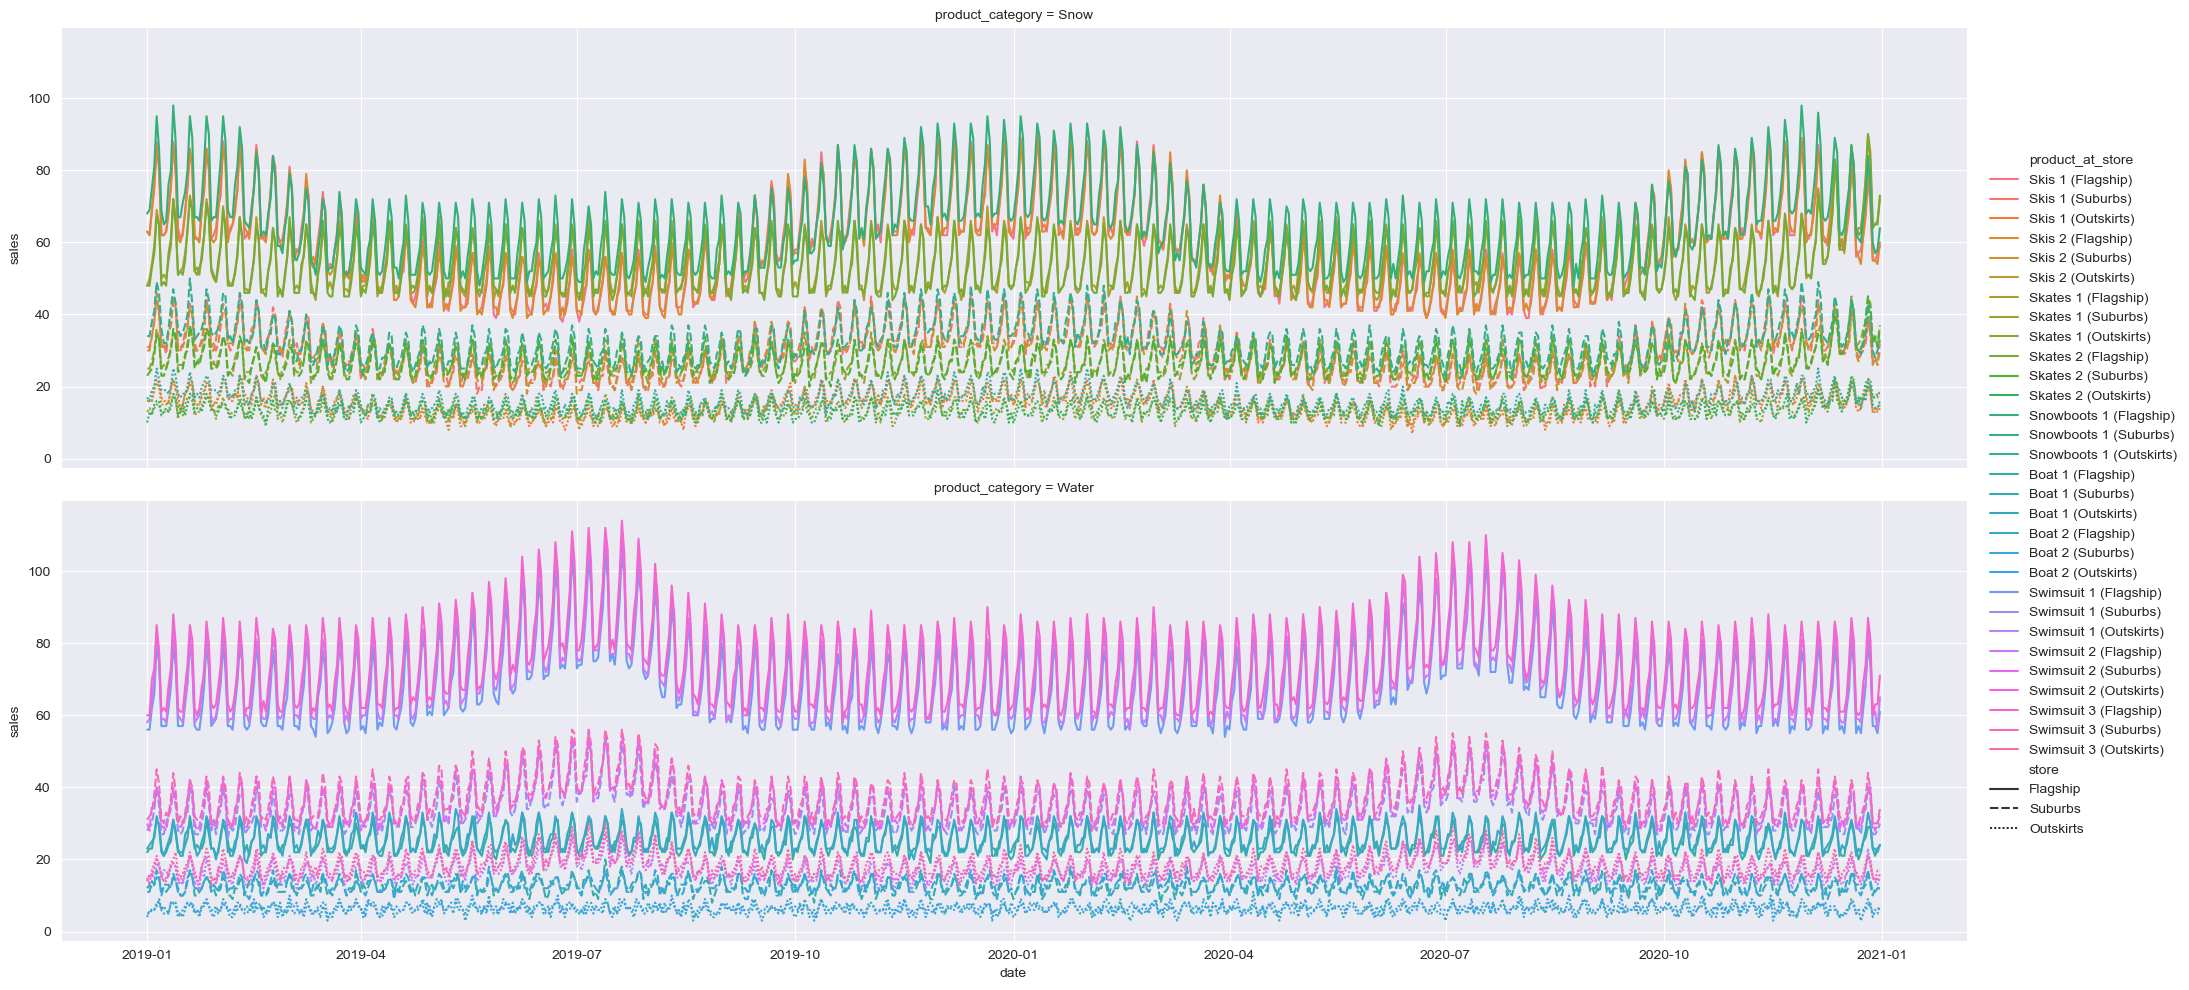 product_category = Snow
100
80
60
40
20
0
sales
product_category = Water
100
80
60
40
20
0
sales
2019-01 2019-04 2019-07 2019-10 2020-01 2020-04 2020-07 2020-10 2021-01
date
product_at_store
Skis 1 (Flagship)
Skis 1 (Suburbs)
Skis 1 (Outskirts)
Skis 2 (Flagship)
Skis 2 (Suburbs)
Skis 2 (Outskirts)
Skates 1 (Flagship)
Skates 1 (Suburbs)
Skates 1 (Outskirts)
Skates 2 (Flagship)
Skates 2 (Suburbs)
Skates 2 (Outskirts)
Snowboots 1 (Flagship)
Snowboots 1 (Suburbs)
Snowboots 1 (Outskirts)
Boat 1 (Flagship)
Boat 1 (Suburbs)
Boat 1 (Outskirts)
Boat 2 (Flagship)
Boat 2 (Suburbs)
Boat 2 (Outskirts)
Swimsuit 1 (Flagship)
Swimsuit 1 (Suburbs)
Swimsuit 1 (Outskirts)
Swimsuit 2 (Flagship)
Swimsuit 2 (Suburbs)
Swimsuit 2 (Outskirts)
Swimsuit 3 (Flagship)
Swimsuit 3 (Suburbs)
Swimsuit 3 (Outskirts)
store
Flagship
Suburbs
Outskirts